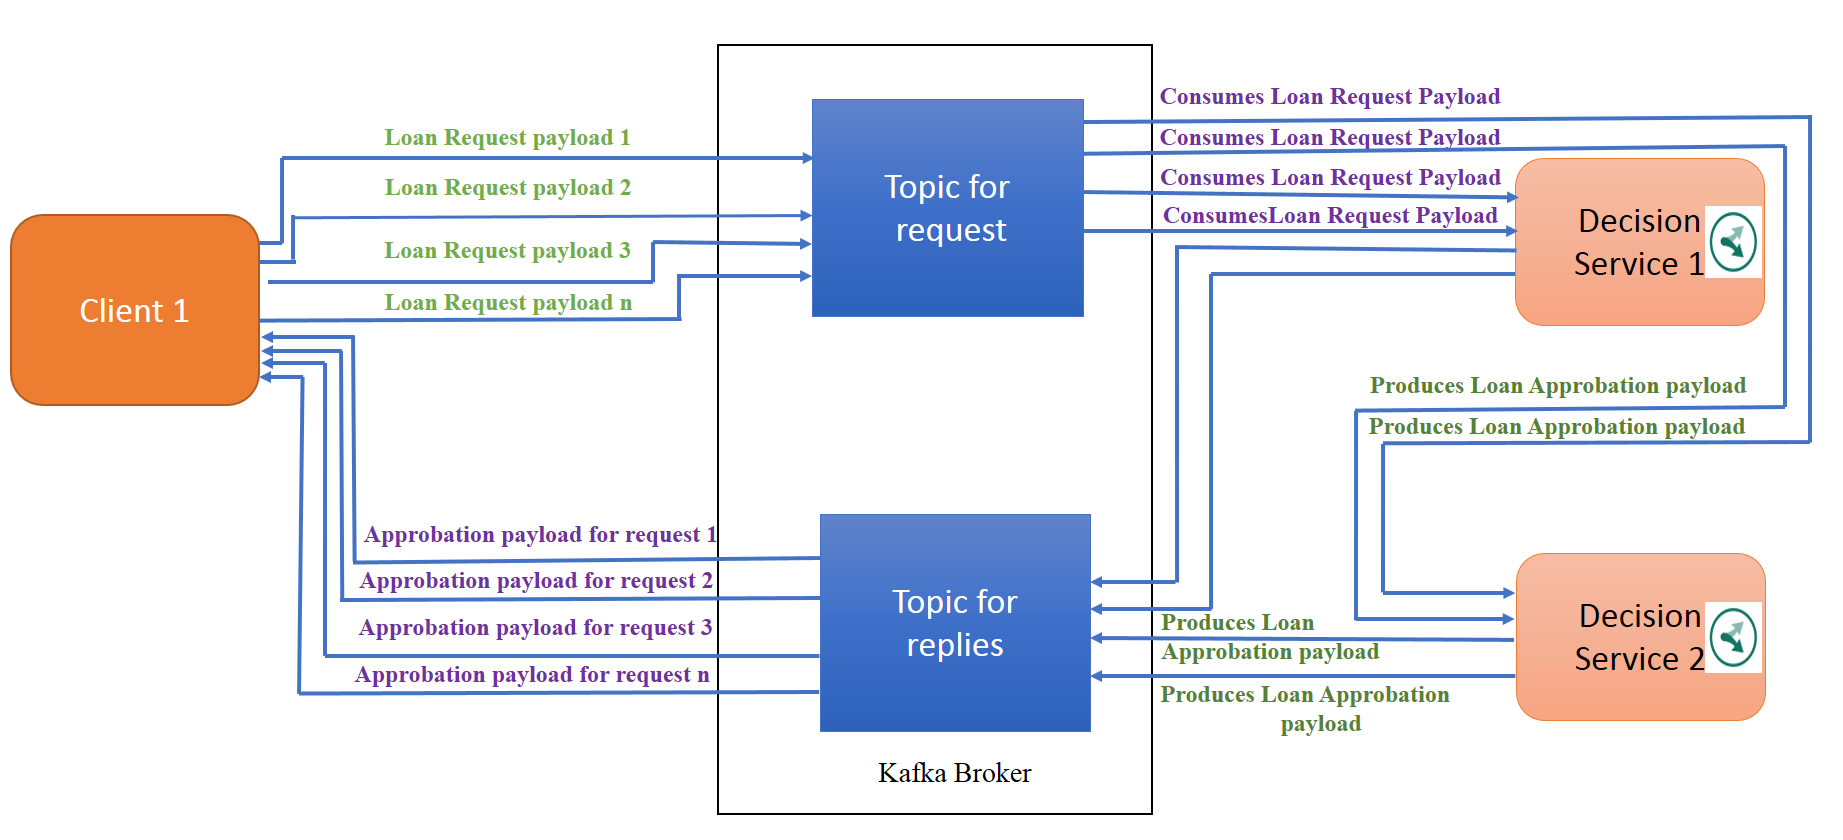 Consumes Loan Request Payload
Loan Request payload 1
Consumes Loan Request Payload
Loan Request payload 2
Consumes Loan Request Payload
Topic for
request
ConsumesLoan Request Payload
Decision
Service 1
Loan Request payload 3
Loan Request payload n
Client 1
Produces Loan Approbation payload
Produces Loan Approbation payload
Approbation payload for request 1
Approbation payload for request 2
Approbation payload for request 3
Approbation payload for request n
Topic for
replies
Produces Loan
Approbation payload
Produces Loan Approbation
payload
Decision
Service 2
Kafka Broker